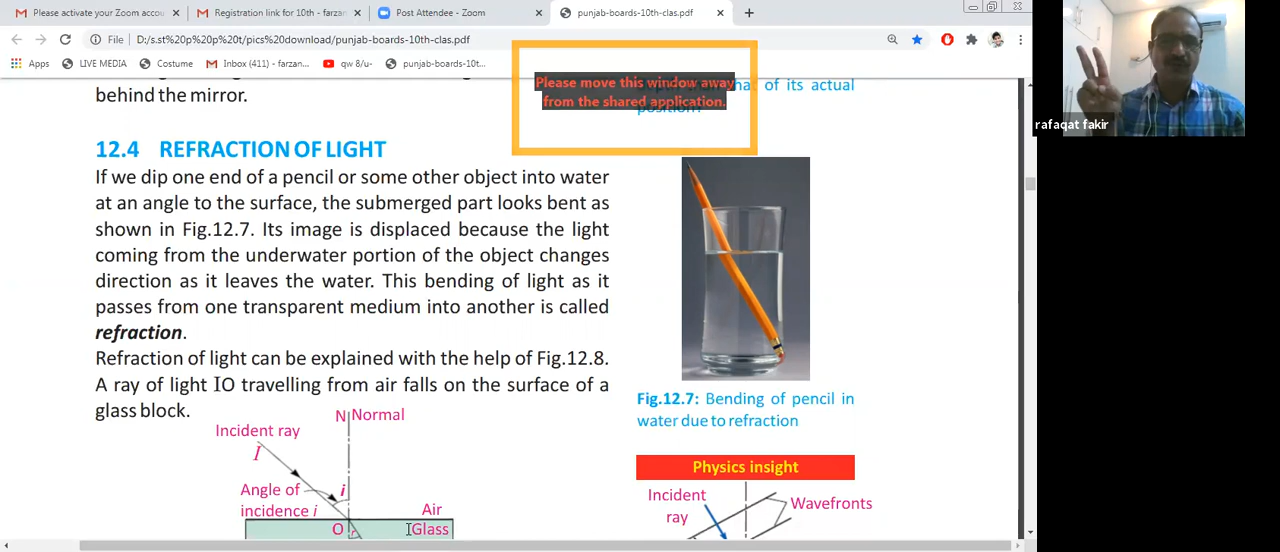 Please activate your Zoom accou
Registration link for 10th - farzan
Post Attendee - Zoom
punjab-boards-10th-clas.pdf
File D:/s.st%20p%20p%20t/pics%20download/punjab-boards-10th-clas.pdf
Apps
LIVE MEDIA
Costume
Inbox (411) - farzan...
qw 8/u-
punjab-boards-10t...
Please move this window away
from the shared application.
that of its actual
position?
behind the mirror.
rafaqat fakir
12.4 REFRACTION OF LIGHT
If we dip one end of a pencil or some other object into water
at an angle to the surface, the submerged part looks bent as
shown in Fig.12.7. Its image is displaced because the light
coming from the underwater portion of the object changes
direction as it leaves the water. This bending of light as it
passes from one transparent medium into another is called
refraction.
Refraction of light can be explained with the help of Fig.12.8.
A ray of light IO travelling from air falls on the surface of a
glass block.
Fig.12.7: Bending of pencil in
water due to refraction
N Normal
Incident ray
I
Angle of
incidence i
i
Air
O
r
Glass
Physics insight
Incident
ray
Wavefronts